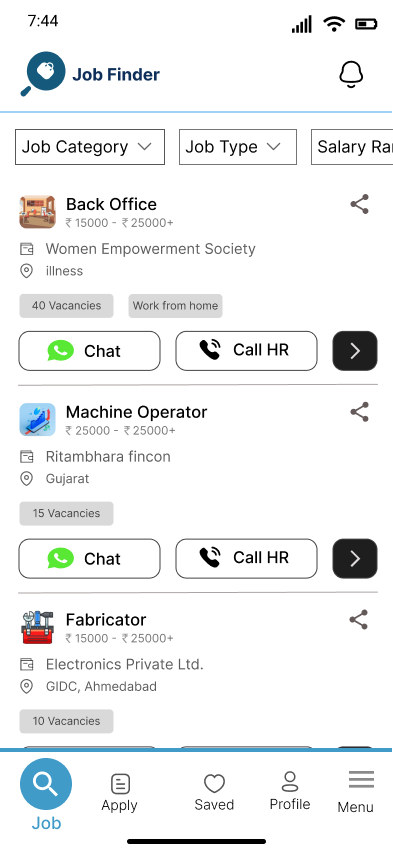 7:44
Job Finder
Job Category
Job Type
Salary Ra
Back Office
₹ 15000 - ₹ 25000+
Women Empowerment Society
illness
40 Vacancies
Work from home
Chat
Call HR
Machine Operator
₹ 25000 - ₹ 25000+
Ritambhara fincon
Gujarat
15 Vacancies
Chat
Call HR
Fabricator
₹ 15000 - ₹ 25000+
Electronics Private Ltd.
GIDC, Ahmedabad
10 Vacancies
Job
Apply
Saved
Profile
Menu